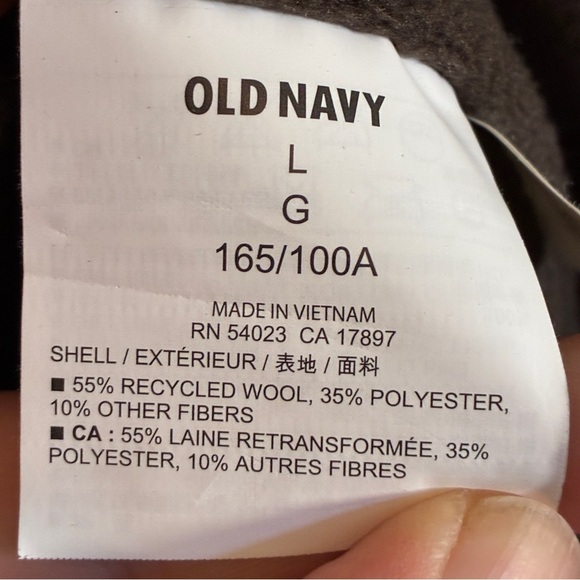 OLD NAVY
L
G
165/100A
MADE IN VIETNAM
RN 54023 CA 17897
SHELL / EXTÉRIEUR / 表地 / 面料
■ 55% RECYCLED WOOL, 35% POLYESTER,
10% OTHER FIBERS
■ CA : 55% LAINE RETRANSFORMÉE, 35%
POLYESTER, 10% AUTRES FIBRES